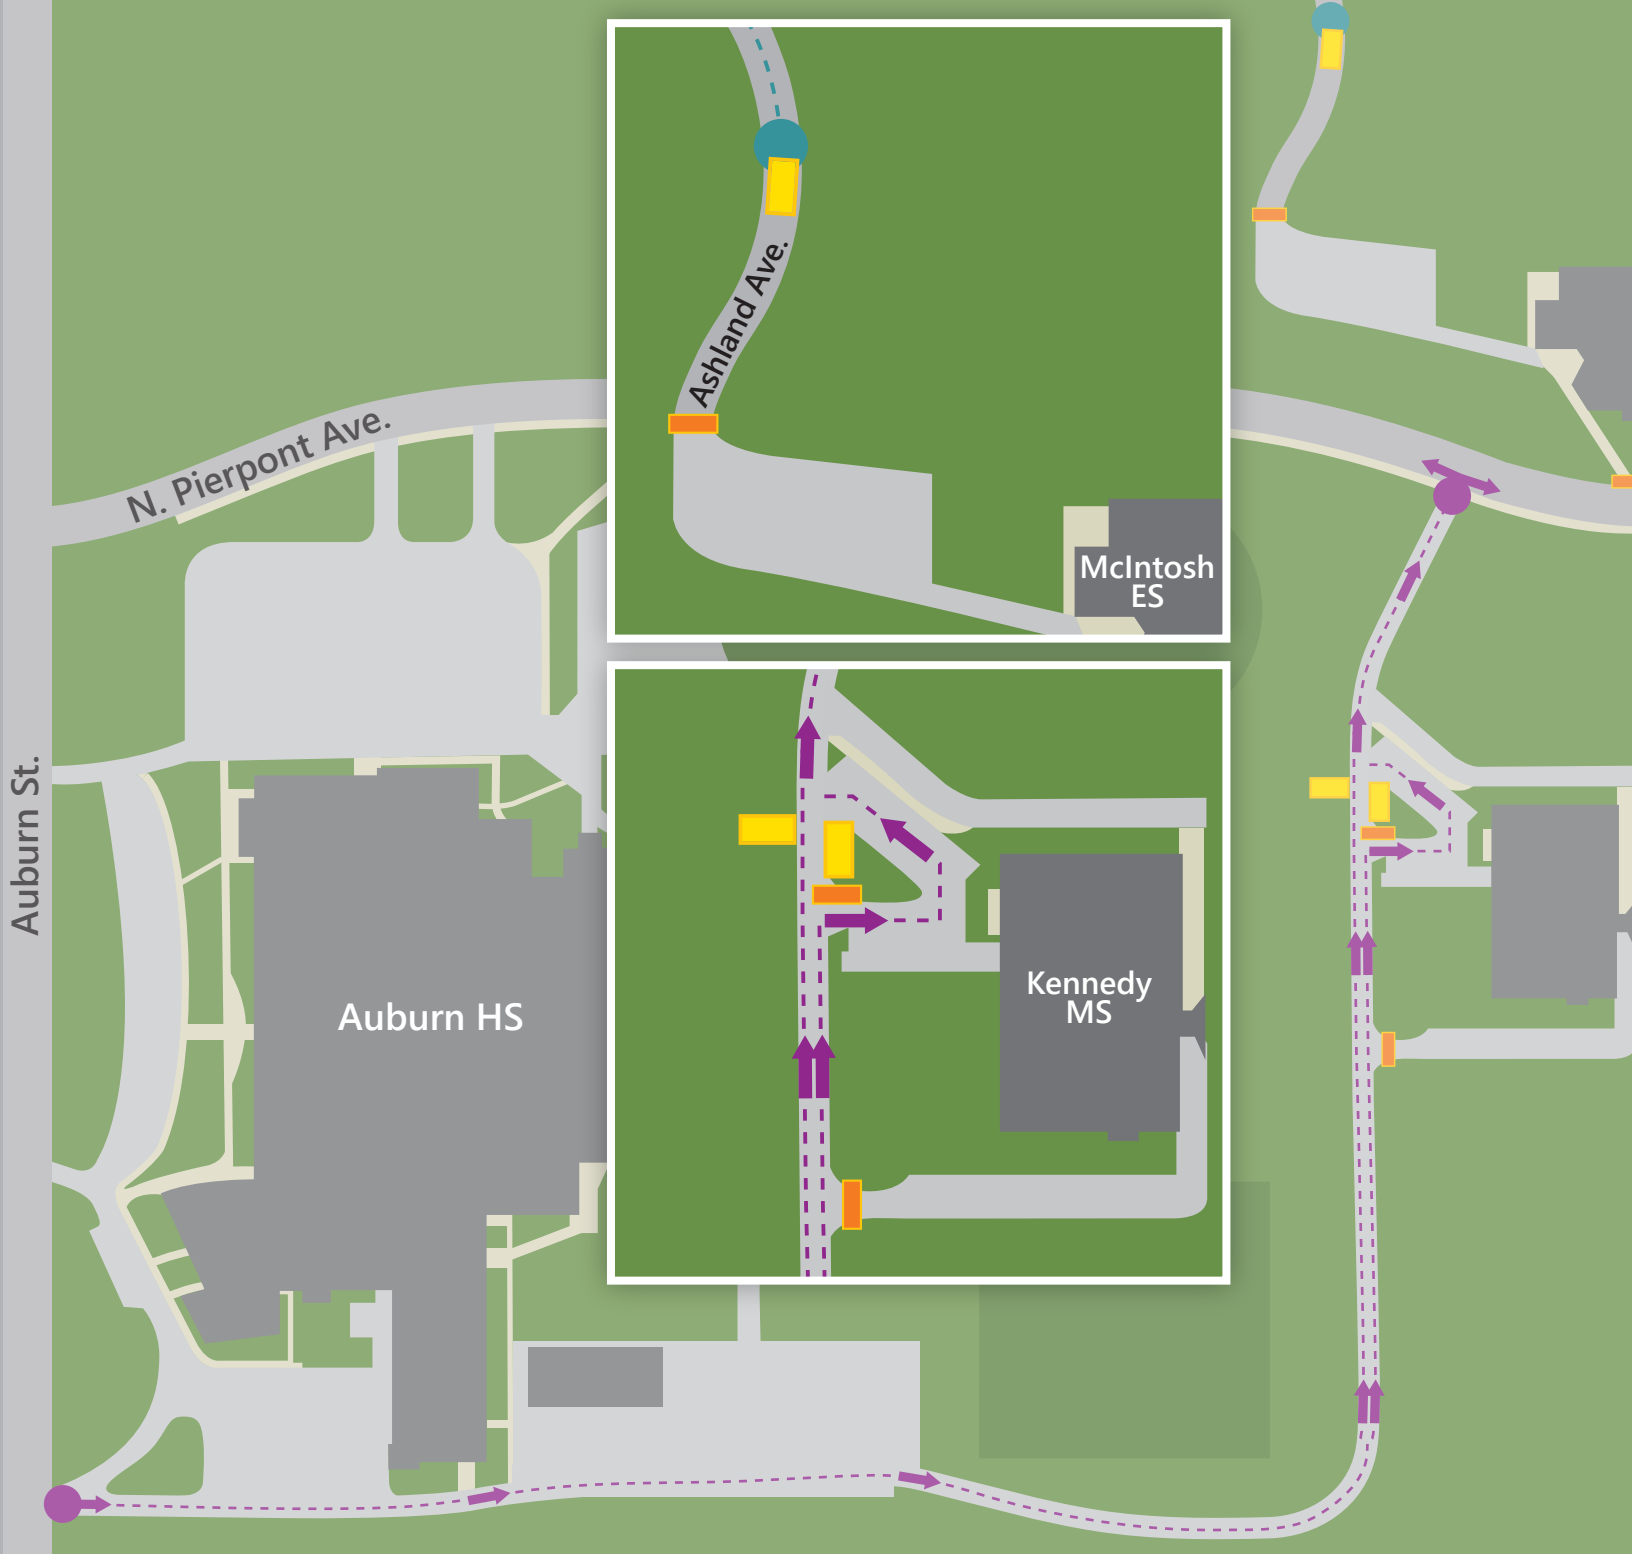 Ashland Ave.
N. Pierpont Ave.
McIntosh
ES
Auburn St.
Auburn HS
Kennedy
MS